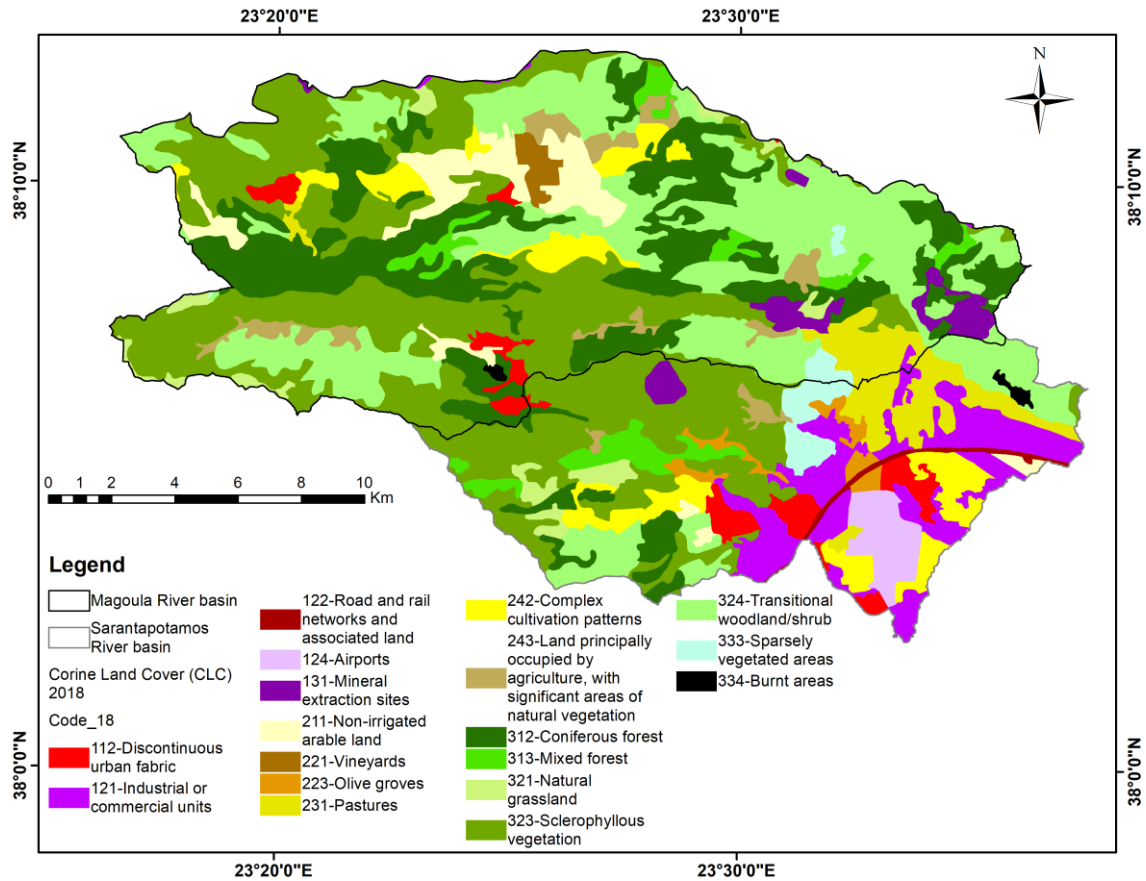 23°20'0"E
23°30'0"E
N
38°10'0"N
38°10'0"N
0 1 2 4 6 8 10
Km
Legend
Magoula River basin
Sarantapotamos
River basin
Corine Land Cover (CLC)
2018
Code_18
112-Discontinuous
urban fabric
121-Industrial or
commercial units
122-Road and rail
networks and
associated land
124-Airports
131-Mineral
extraction sites
211-Non-irrigated
arable land
221-Vineyards
223-Olive groves
231-Pastures
242-Complex
cultivation patterns
243-Land principally
occupied by
agriculture, with
significant areas of
natural vegetation
312-Coniferous forest
313-Mixed forest
321-Natural
grassland
323-Sclerophyllous
vegetation
324-Transitional
woodland/shrub
333-Sparsely
vegetated areas
334-Burnt areas
38°0'0"N
38°0'0"N
23°20'0"E
23°30'0"E